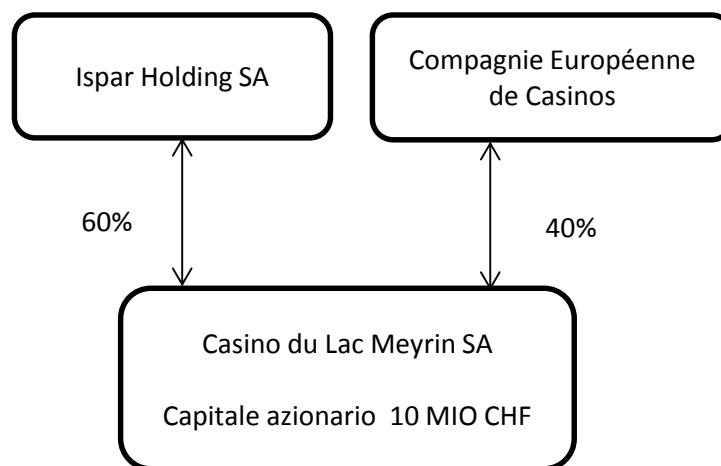 Ispar Holding SA
Compagnie Européenne
de Casinos
60%
40%
Casino du Lac Meyrin SA
Capitale azionario 10 MIO CHF